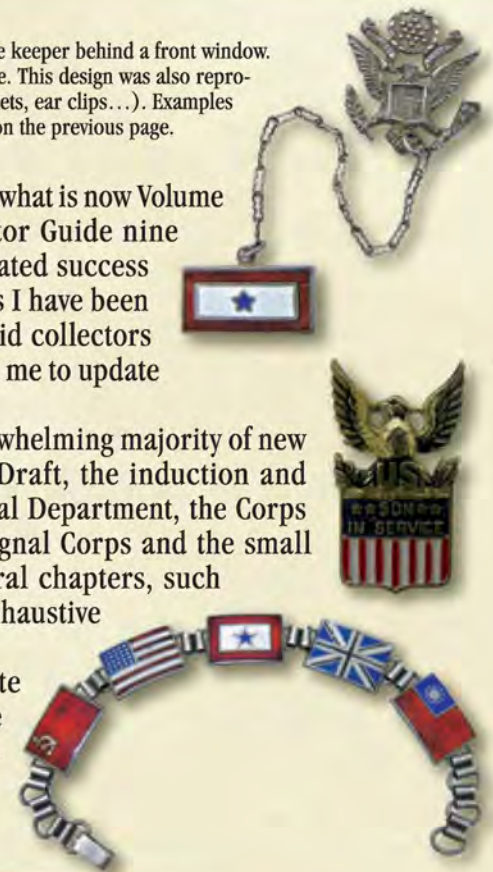 e keeper behind a front window.
e. This design was also repro-
ets, ear clips…). Examples
on the previous page.
what is now Volume
tor Guide nine
ated success
s I have been
id collectors
me to update
whelming majority of new
Draft, the induction and
al Department, the Corps
gnal Corps and the small
ral chapters, such
haustive
te
e
U.S.
★★SON★★
IN SERVICE